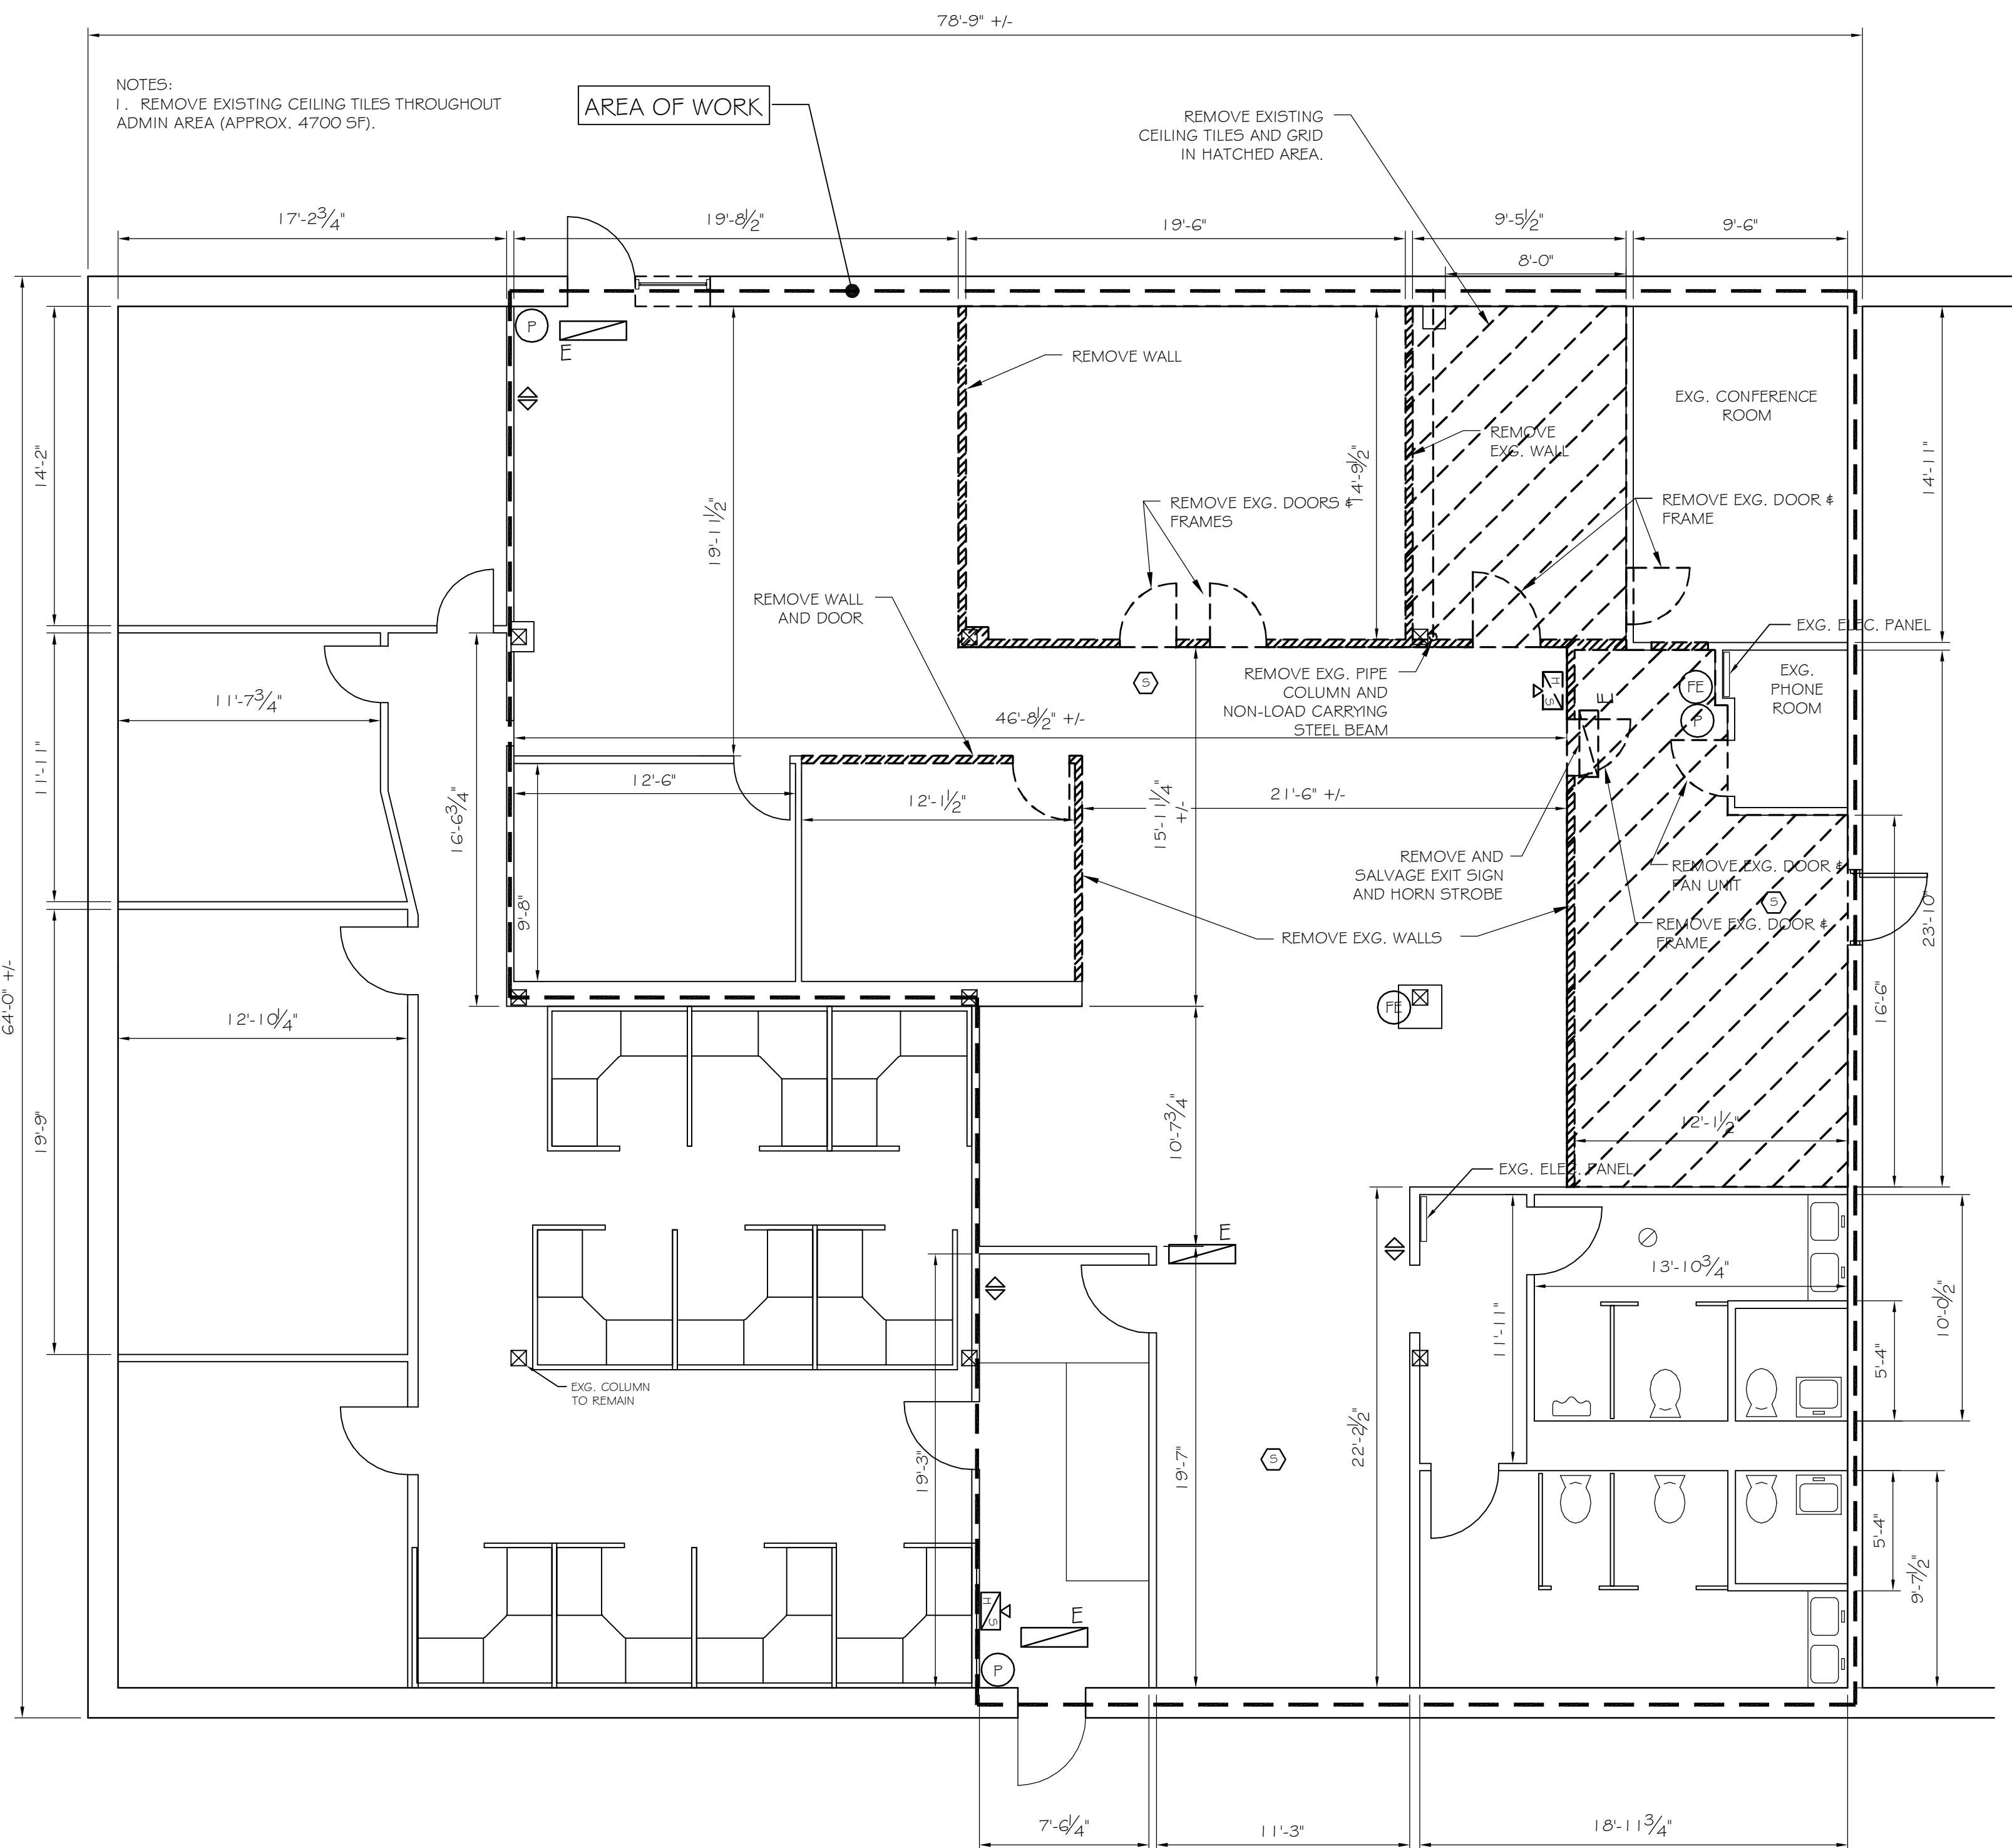 78'-9" +/-
NOTES:
1. REMOVE EXISTING CEILING TILES THROUGHOUT
ADMIN AREA (APPROX. 4700 SF).
AREA OF WORK
REMOVE EXISTING
CEILING TILES AND GRID
IN HATCHED AREA.
17'-2 3/4"
19'-8 1/2"
19'-6"
9'-5 1/2"
9'-6"
8'-0"
P
E
REMOVE WALL
EXG. CONFERENCE
ROOM
REMOVE
EXG. WALL
14'-2"
14'-9 1/2"
14'-11"
19'-1 1/2"
REMOVE EXG. DOORS &
FRAMES
REMOVE EXG. DOOR &
FRAME
REMOVE WALL
AND DOOR
EXG. ELEC. PANEL
REMOVE EXG. PIPE
COLUMN AND
NON-LOAD CARRYING
STEEL BEAM
S
H
S
E
FE
P
EXG.
PHONE
ROOM
11'-7 3/4"
46'-8 1/2" +/-
11'-11"
16'-6 3/4"
12'-6"
12'-1 1/2"
15'-11 1/4"
+/-
21'-6" +/-
REMOVE AND
SALVAGE EXIT SIGN
AND HORN STROBE
REMOVE EXG. DOOR &
FAN UNIT
S
9'-8"
REMOVE EXG. WALLS
REMOVE EXG. DOOR &
FRAME
23'-10"
64'-0" +/-
12'-10 1/4"
FE
16'-6"
19'-9"
10'-7 3/4"
12'-1 1/2"
EXG. ELEC. PANEL
E
13'-10 3/4"
11'-11"
10'-0 1/2"
5'-4"
EXG. COLUMN
TO REMAIN
19'-3"
19'-7"
22'-2 1/2"
S
5'-4"
9'-7 1/2"
H
S
E
P
7'-6 1/4"
11'-3"
18'-11 3/4"